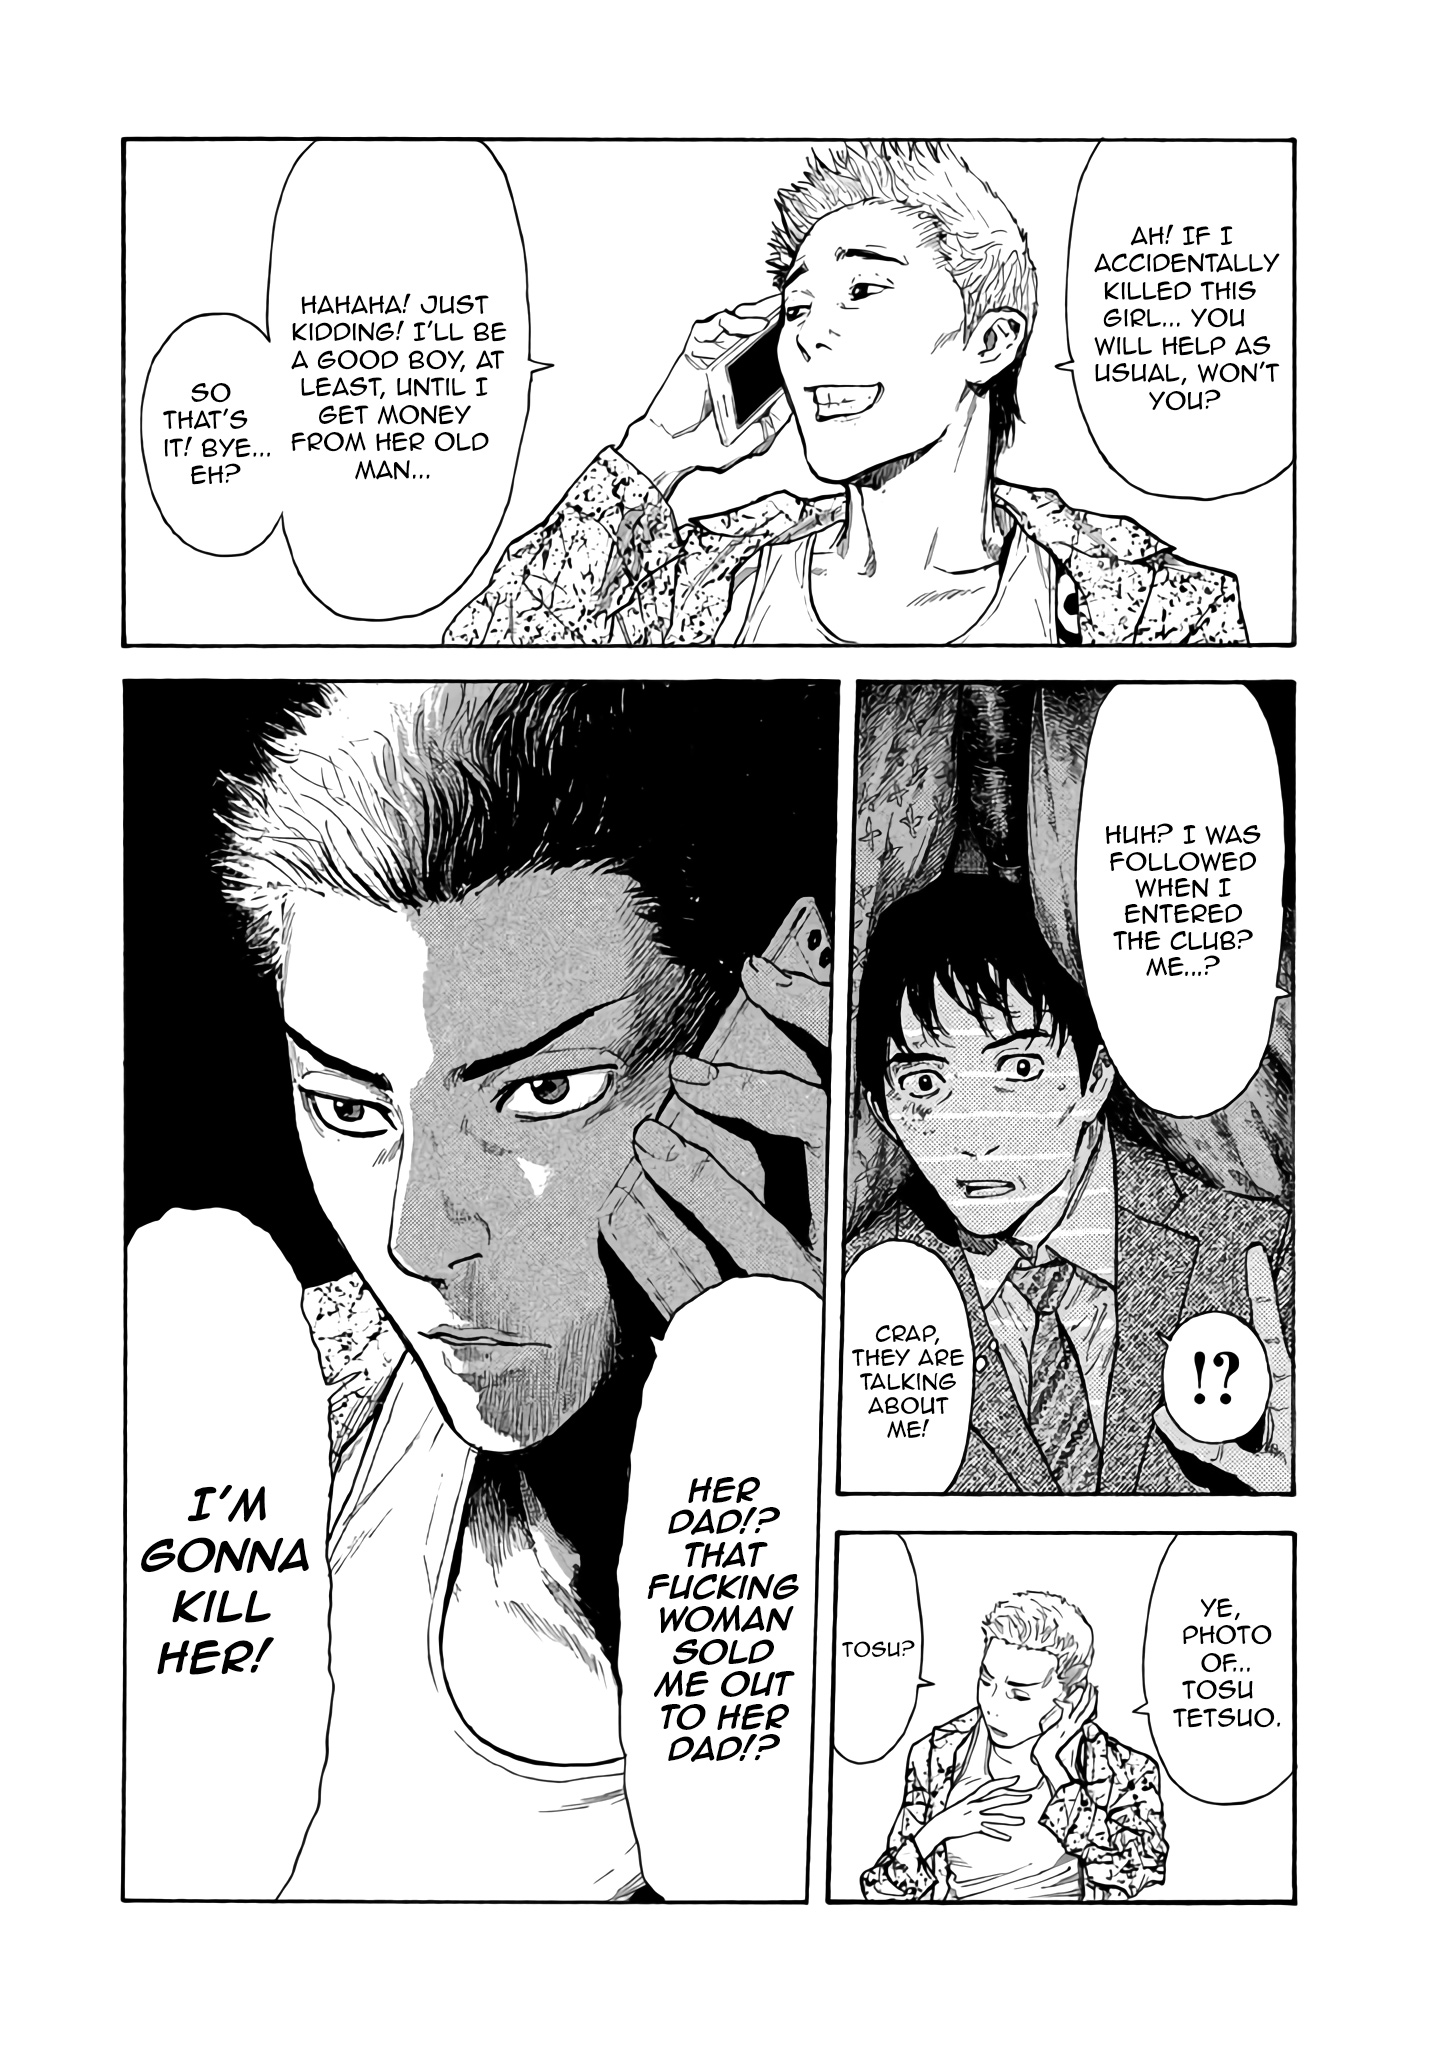 AH! IF I
ACCIDENTALLY
KILLED THIS
GIRL... YOU
WILL HELP AS
USUAL, WON'T
YOU?
HAHAHA! JUST
KIDDING! I'LL BE
A GOOD BOY, AT
LEAST, UNTIL I
GET MONEY
FROM HER OLD
MAN...
SO
THAT'S
IT! BYE...
EH?
HUH? I WAS
FOLLOWED
WHEN I
ENTERED
THE CLUB?
ME...?
!?
CRAP,
THEY ARE
TALKING
ABOUT
ME!
YE,
PHOTO
OF...
TOSU
TETSUO.
TOSU?
HER
DAD!?
THAT
FUCKING
WOMAN
SOLD
ME OUT
TO HER
DAD!?
I'M
GONNA
KILL
HER!